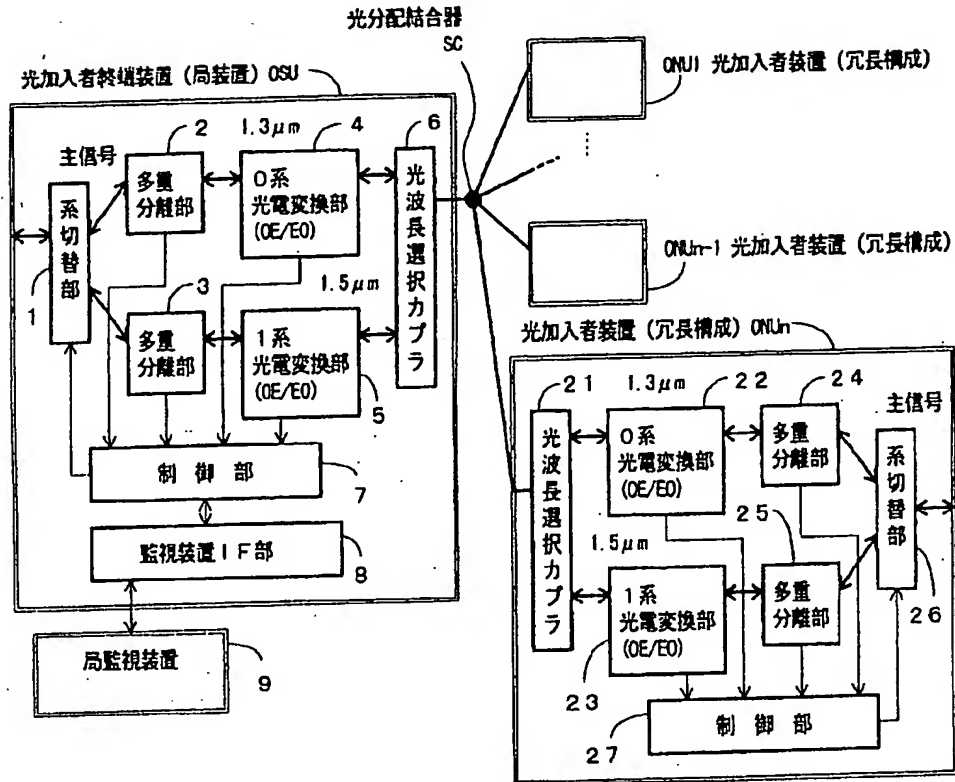 光分配結合器
SC
光加入者終端装置（局装置）OSU
ONU1 光加入者装置（冗長構成）
2
1.3μm
4
6
主信号
系切替部
多重
分離部
0系
光電変換部
(OE/EO)
光波長選択カプラ
1
3
1.5μm
多重
分離部
1系
光電変換部
(OE/EO)
5
制御部
7
監視装置IF部
8
局監視装置
9
ONUn-1 光加入者装置（冗長構成）
光加入者装置（冗長構成）ONUn
21
1.3μm
22
24
主信号
光波長選択カプラ
0系
光電変換部
(OE/EO)
多重
分離部
系切替部
1.5μm
25
1系
光電変換部
(OE/EO)
多重
分離部
26
23
制御部
27